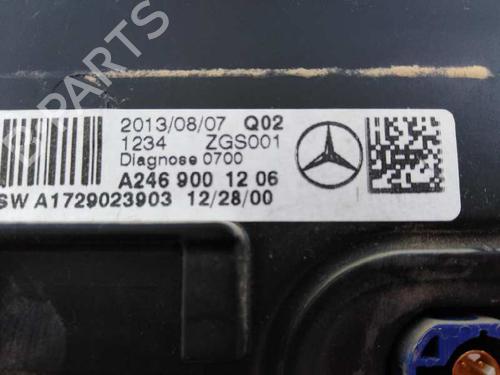 2013/08/07 Q02
1234 ZGS001
Diagnose 0700
A246 900 12 06
SW A1729023903 12/28/00